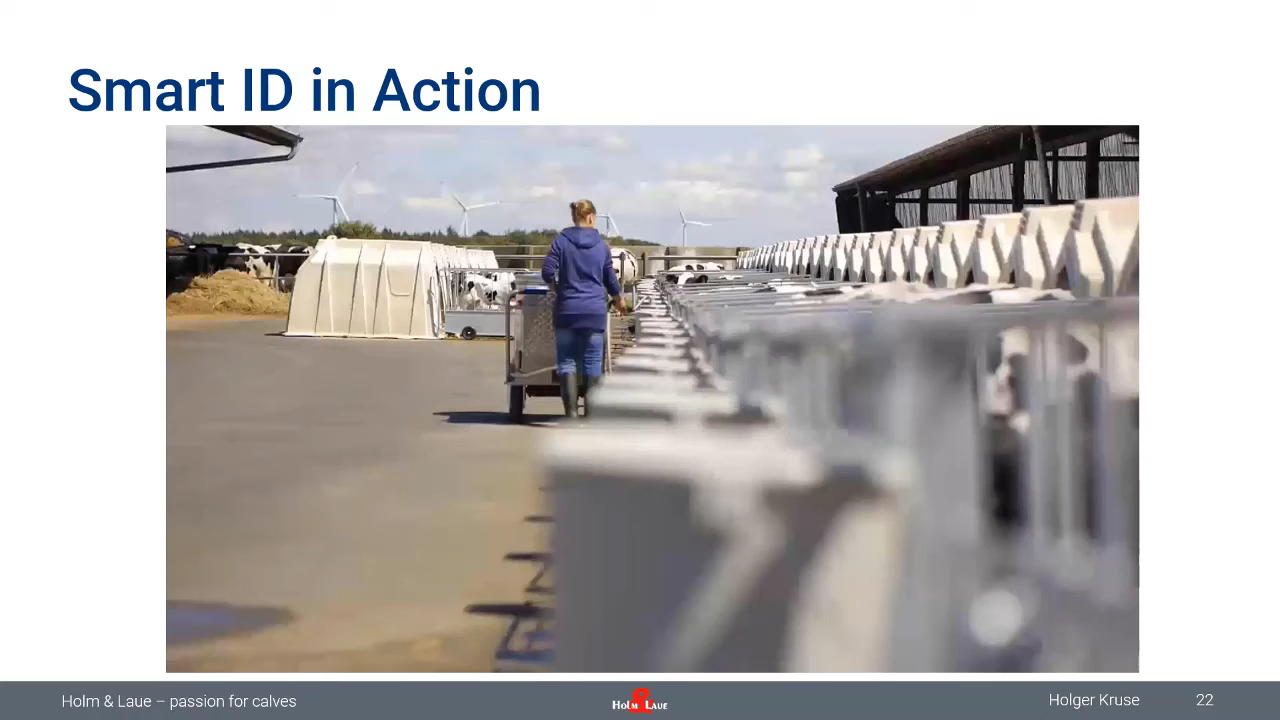 Smart ID in Action
Holm & Laue – passion for calves
Holm & Laue
Holger Kruse
22